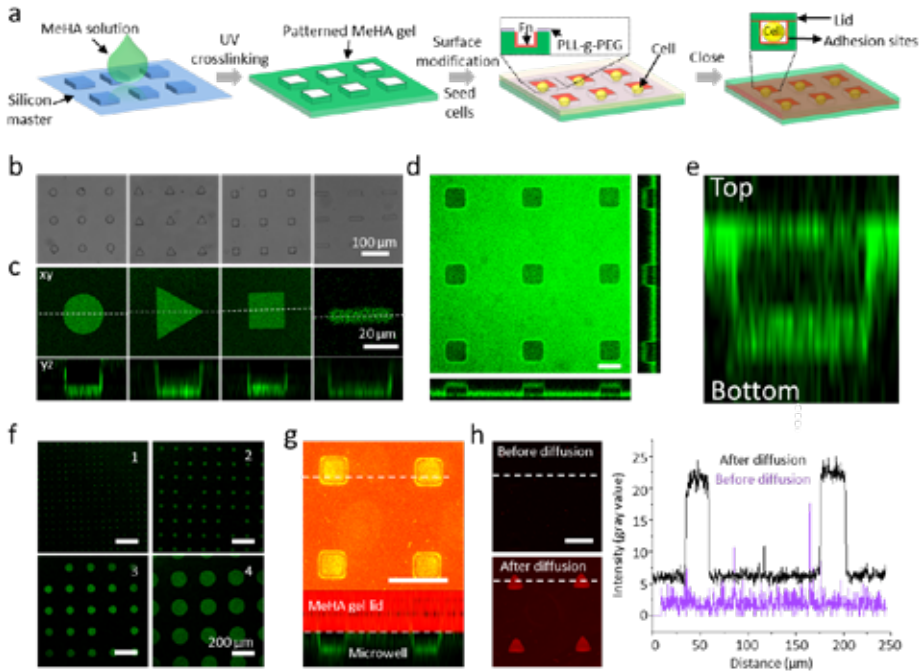 a
MeHA solution
Silicon
master
UV
crosslinking
Patterned MeHA gel
Surface
modification
Seed
cells
Fn
PLL-g-PEG
Cell
Close
Cell
Lid
Adhesion sites
b
100 μm
c
xy
20 μm
yz
d
e
Top
Bottom
f
1
2
3
4
200 μm
g
MeHA gel lid
Microwell
h
Before diffusion
After diffusion
After diffusion
Before diffusion
Intensity (gray value)
25
20
15
10
5
0
0
50
100
150
200
250
Distance (μm)